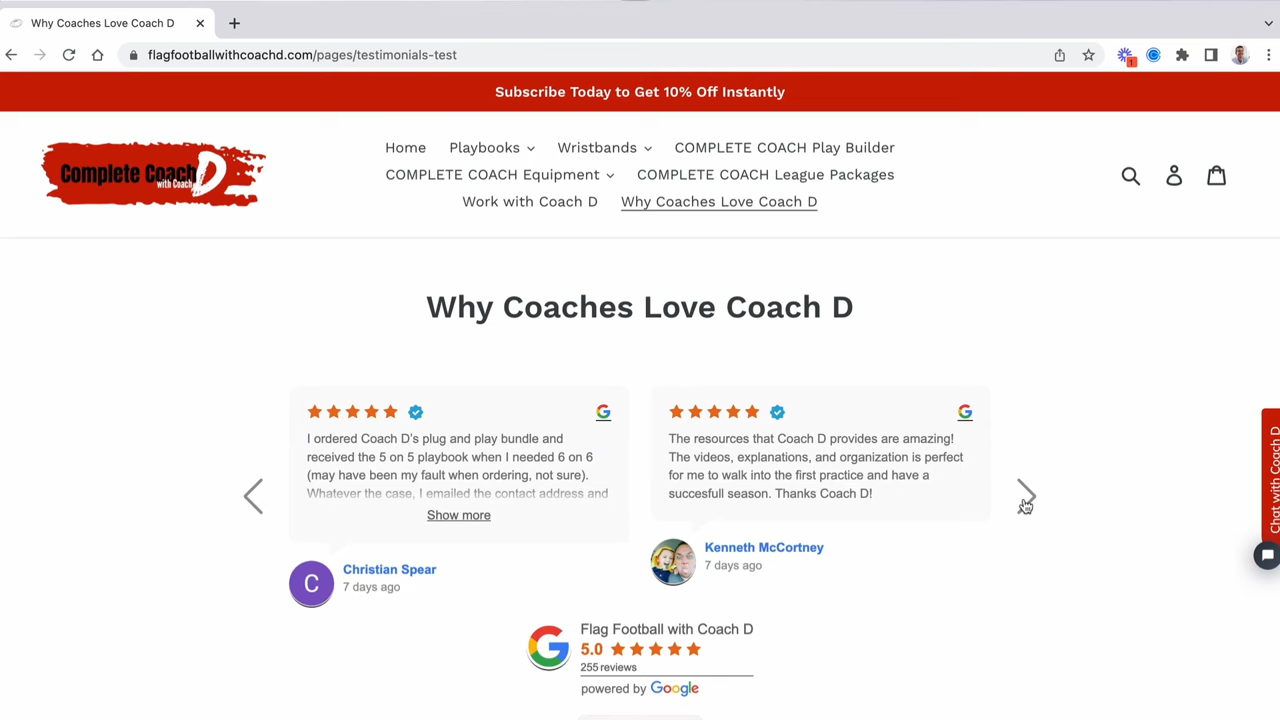 Why Coaches Love Coach D
flagfootballwithcoachd.com/pages/testimonials-test
1
Subscribe Today to Get 10% Off Instantly
Complete Coach D
with Coach
Home Playbooks Wristbands COMPLETE COACH Play Builder
COMPLETE COACH Equipment COMPLETE COACH League Packages
Work with Coach D Why Coaches Love Coach D
Why Coaches Love Coach D
I ordered Coach D's plug and play bundle and
received the 5 on 5 playbook when I needed 6 on 6
(may have been my fault when ordering, not sure).
Whatever the case, I emailed the contact address and
Show more
C
Christian Spear
7 days ago
The resources that Coach D provides are amazing!
The videos, explanations, and organization is perfect
for me to walk into the first practice and have a
succesfull season. Thanks Coach D!
Kenneth McCortney
7 days ago
Chat with Coach D
Flag Football with Coach D
5.0
255 reviews
powered by Google